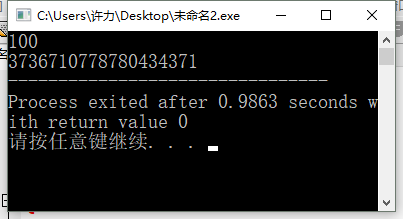 C:\Users\许力\Desktop\未命名2.exe
100
3736710778780434371
--------------------------------
Process exited after 0.9863 seconds w
ith return value 0
请按任意键继续. . .